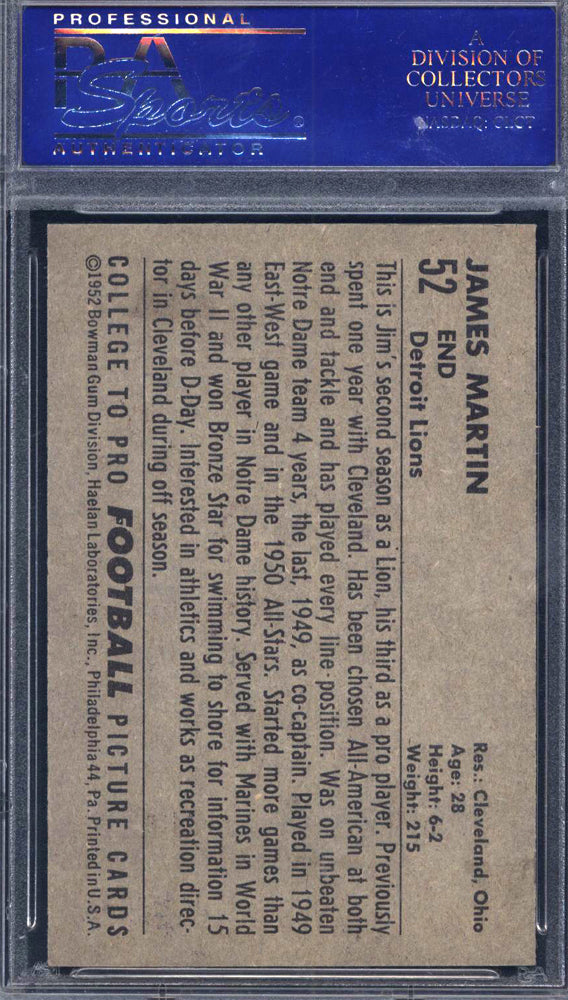 PROFESSIONAL
PSA
Sports
AUTHENTICATOR
A
DIVISION OF
COLLECTORS
UNIVERSE
NASDAQ: CLCT
JAMES MARTIN
52 END
Detroit Lions
Res.: Cleveland, Ohio
Age: 28
Height: 6-2
Weight: 215
This is Jim's second season as a Lion, his third as a pro player. Previously
spent one year with Cleveland. Has been chosen All-American at both
end and tackle and has played every line position. Was on unbeaten
Notre Dame team 4 years, the last, 1949, as co-captain. Played in 1949
East-West game and in the 1950 All-Stars. Started more games than
any other player in Notre Dame history. Served with Marines in World
War II and won Bronze Star for swimming to shore for information 15
days before D-Day. Interested in athletics and works as recreation direc-
tor in Cleveland during off season.
COLLEGE TO PRO FOOTBALL PICTURE CARDS
©1952 Bowman Gum Division, Haelan Laboratories, Inc., Philadelphia 44, Pa. Printed in U.S.A.